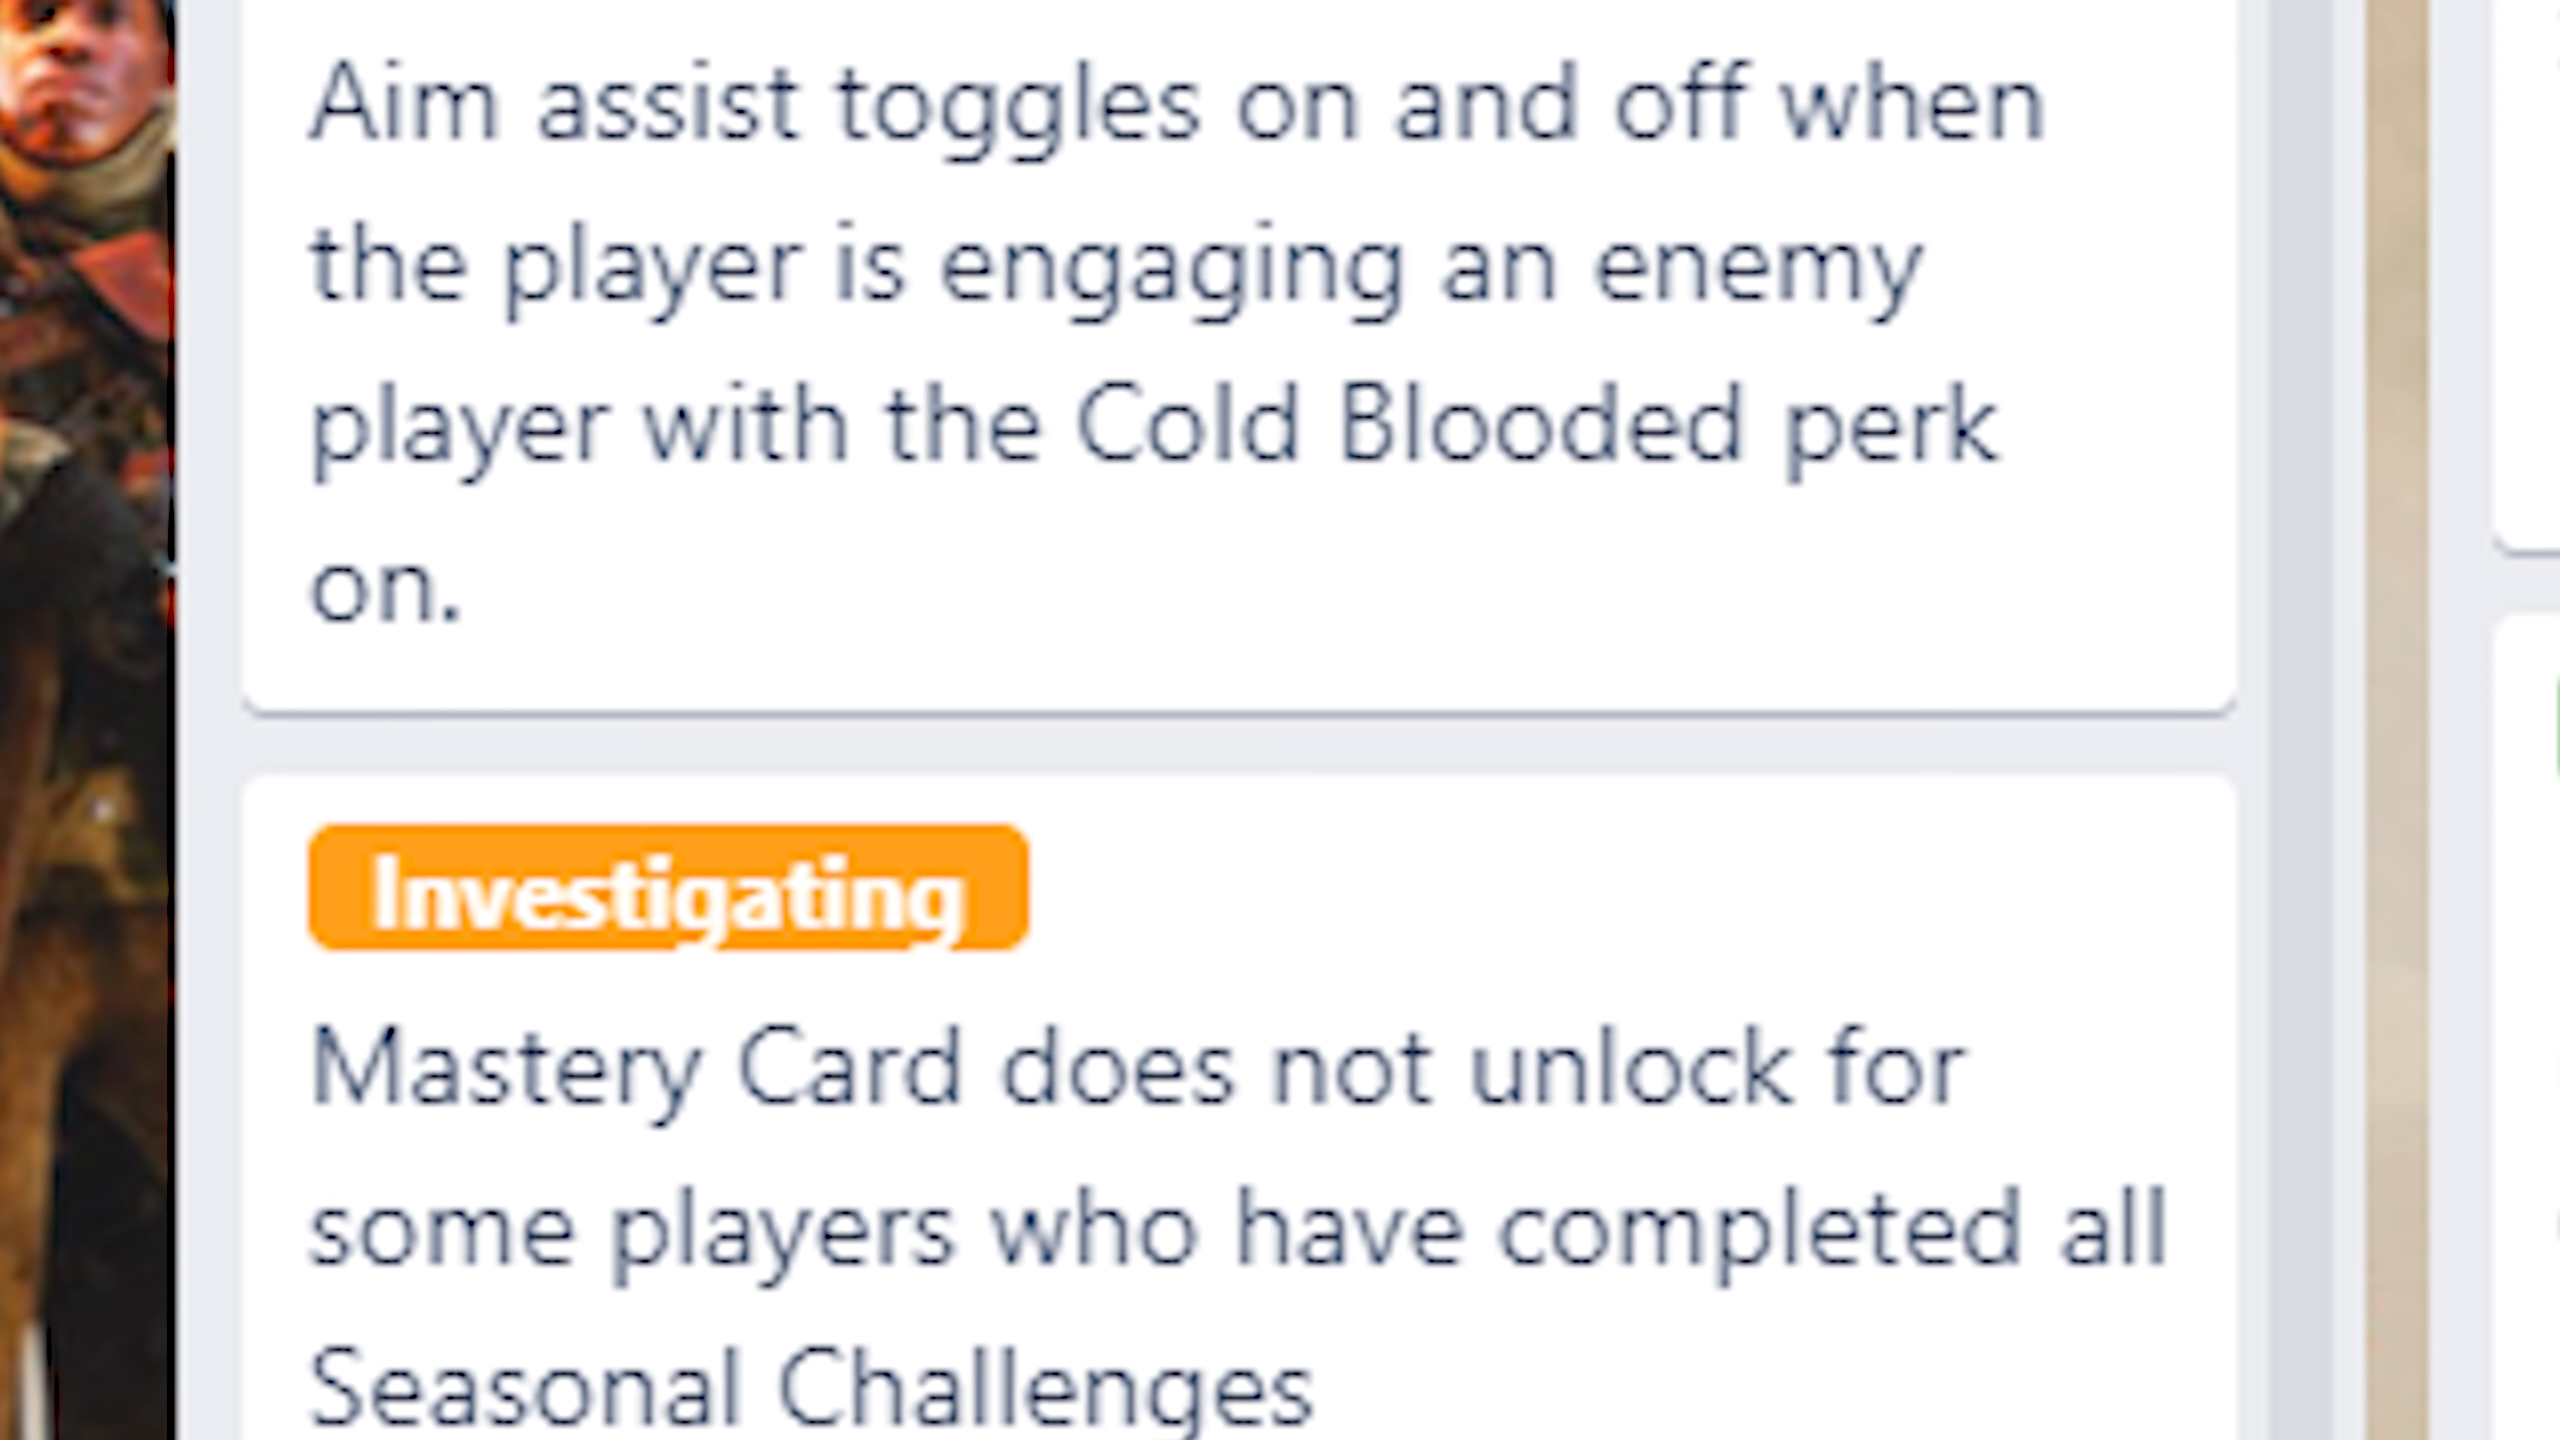 Aim assist toggles on and off when
the player is engaging an enemy
player with the Cold Blooded perk
on.
Investigating
Mastery Card does not unlock for
some players who have completed all
Seasonal Challenges